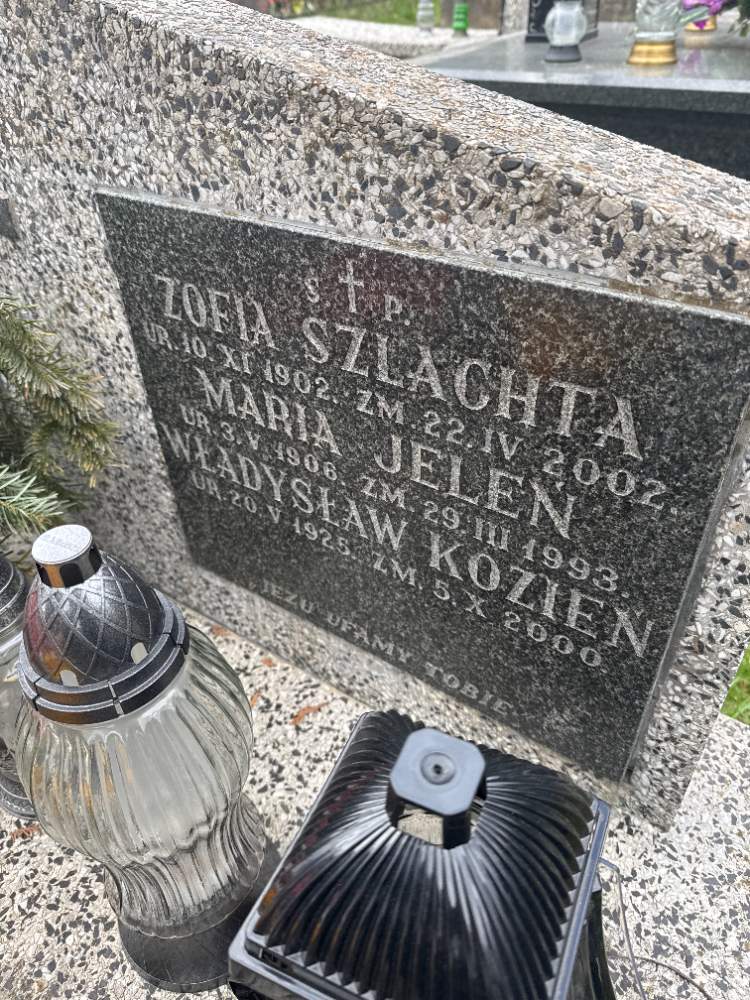 Ś P.
ZOFIA SZLACHTA
UR. 10. XI 1902. ZM. 22. IV 2002.
MARIA JELEŃ
UR. 3. V. 1906. ZM. 29. III 1993.
WŁADYSŁAW KOZIEŃ
UR. 20 V 1925. ZM. 5. X 2000
JEZU UFAMY TOBIE